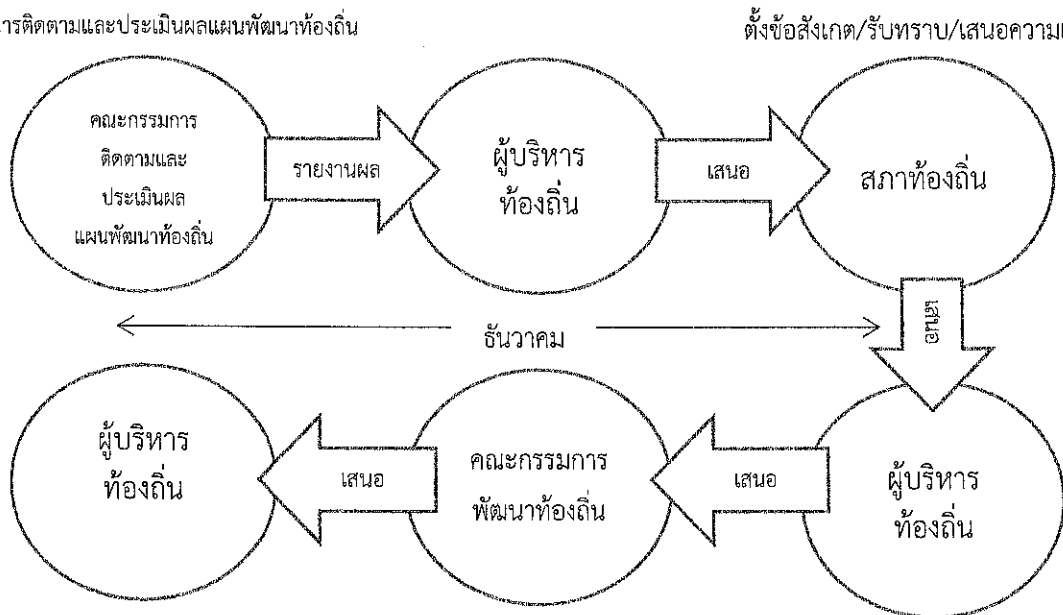 ารติดตามและประเมินผลแผนพัฒนาท้องถิ่น
ตั้งข้อสังเกต/รับทราบ/เสนอความ
คณะกรรมการ
ติดตามและ
ประเมินผล
แผนพัฒนาท้องถิ่น
รายงานผล
ผู้บริหาร
ท้องถิ่น
เสนอ
สภาท้องถิ่น
เสนอ
ธันวาคม
ผู้บริหาร
ท้องถิ่น
เสนอ
คณะกรรมการ
พัฒนาท้องถิ่น
เสนอ
ผู้บริหาร
ท้องถิ่น